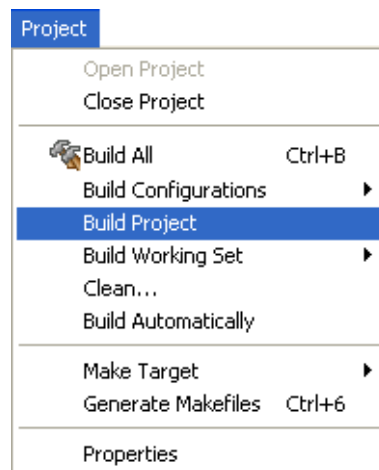 Project
Open Project
Close Project
Build All Ctrl+B
Build Configurations
Build Project
Build Working Set
Clean...
Build Automatically
Make Target
Generate Makefiles Ctrl+6
Properties